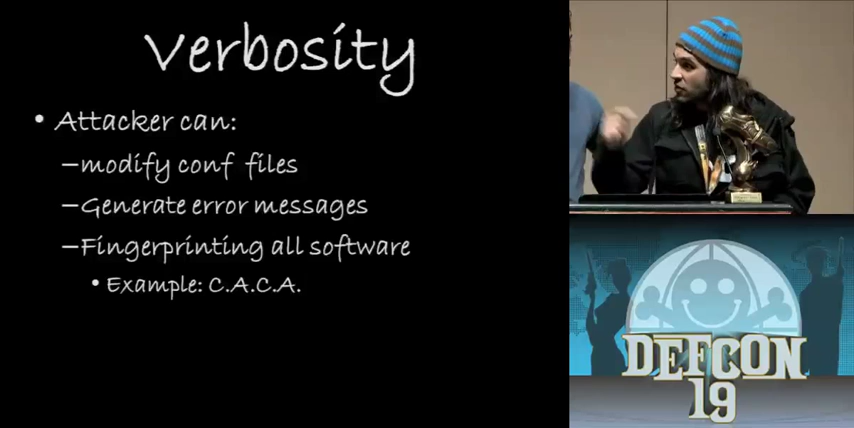 Verbosity
• Attacker can:
–modify conf files
–Generate error messages
–Fingerprinting all software
• Example: C.A.C.A.
DEFCON
19